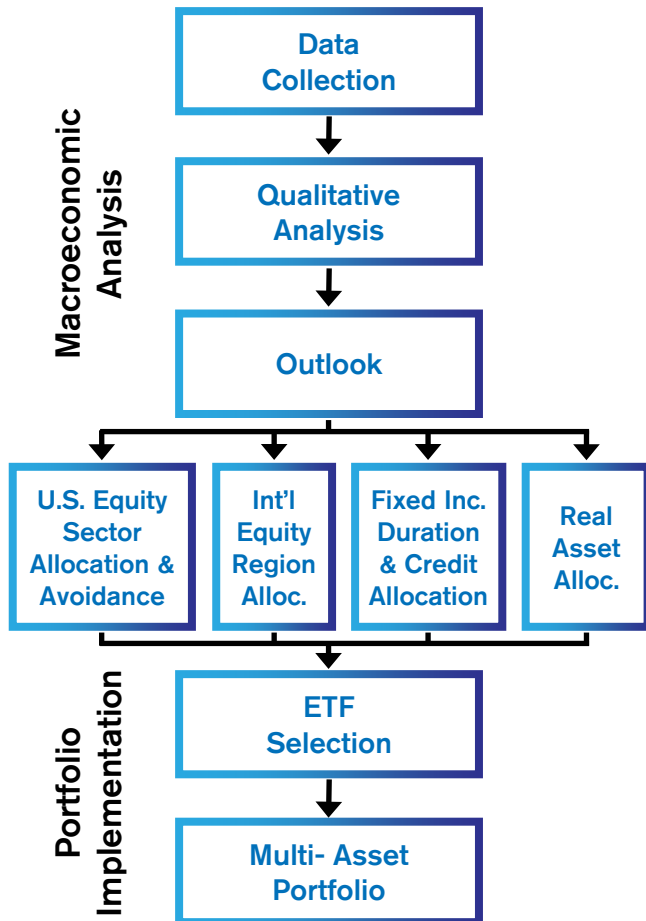 Macroeconomic
Analysis
Data
Collection
Qualitative
Analysis
Outlook
U.S. Equity
Sector
Allocation &
Avoidance
Int'l
Equity
Region
Alloc.
Fixed Inc.
Duration
& Credit
Allocation
Real
Asset
Alloc.
Portfolio
Implementation
ETF
Selection
Multi- Asset
Portfolio